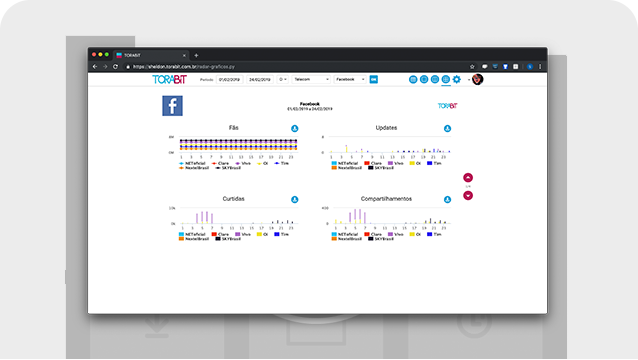 TORABIT
https://sheldon.torabit.com.br/radar-graficos.py
TORABIT Período 01/02/2019 24/02/2019 Telecom Facebook
Facebook
01/02/2019 a 24/02/2019
TORABIT
Fãs
1 3 5 7 9 11 13 15 17 19 21 23
NEToficial Claro Vivo Oi Tim
NextelBrasil SKYBrasil
Updates
1 3 5 7 9 11 13 15 17 19 21 23
NEToficial Claro Vivo Oi Tim
NextelBrasil SKYBrasil
Curtidas
1 3 5 7 9 11 13 15 17 19 21 23
NEToficial Claro Vivo Oi Tim
NextelBrasil SKYBrasil
Compartilhamentos
1 3 5 7 9 11 13 15 17 19 21 23
NEToficial Claro Vivo Oi Tim
NextelBrasil SKYBrasil